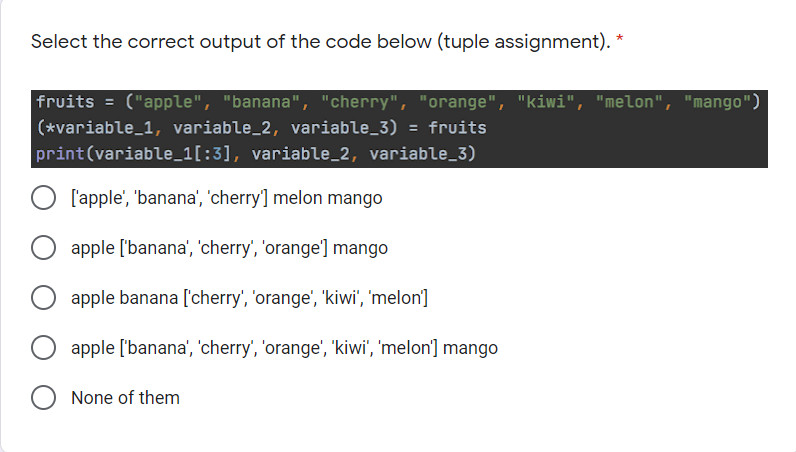 Select the correct output of the code below (tuple assignment). *
fruits = ("apple", "banana", "cherry", "orange", "kiwi", "melon", "mango")
(*variable_1, variable_2, variable_3) = fruits
print(variable_1[:3], variable_2, variable_3)
['apple', 'banana', 'cherry'] melon mango
apple ['banana', 'cherry', 'orange'] mango
apple banana ['cherry', 'orange', 'kiwi', 'melon']
apple ['banana', 'cherry', 'orange', 'kiwi', 'melon'] mango
None of them